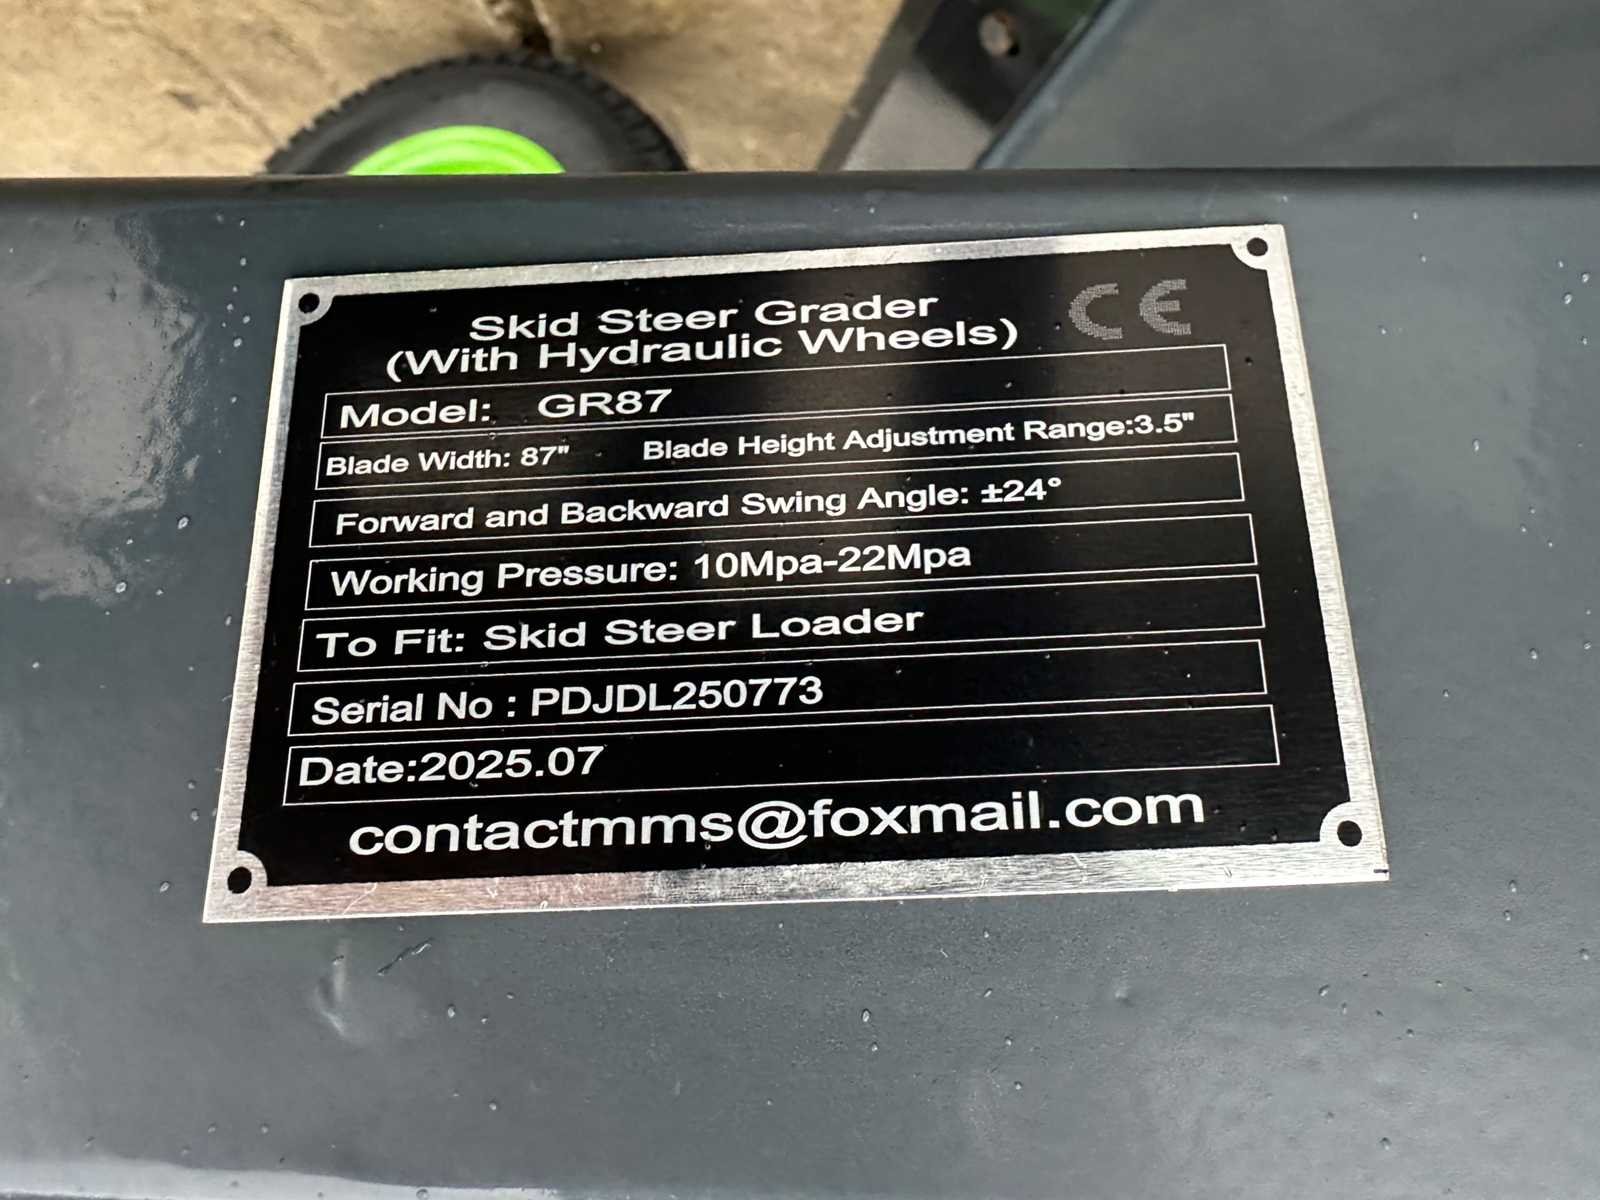 Skid Steer Grader
(With Hydraulic Wheels)
CE
Model: GR87
Blade Width: 87" Blade Height Adjustment Range:3.5"
Forward and Backward Swing Angle: ±24°
Working Pressure: 10Mpa-22Mpa
To Fit: Skid Steer Loader
Serial No : PDJDL250773
Date:2025.07
contactmms@foxmail.com